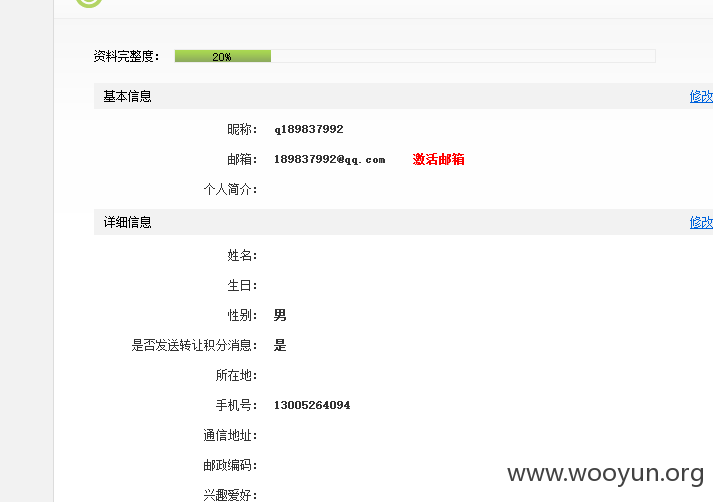 资料完整度： 20%
基本信息 修改
昵称： q189837992
邮箱： 189837992@qq.com 激活邮箱
个人简介：
详细信息 修改
姓名：
生日：
性别： 男
是否发送转让积分消息： 是
所在地：
手机号： 13005264094
通信地址：
邮政编码：
兴趣爱好：
www.wooyun.org